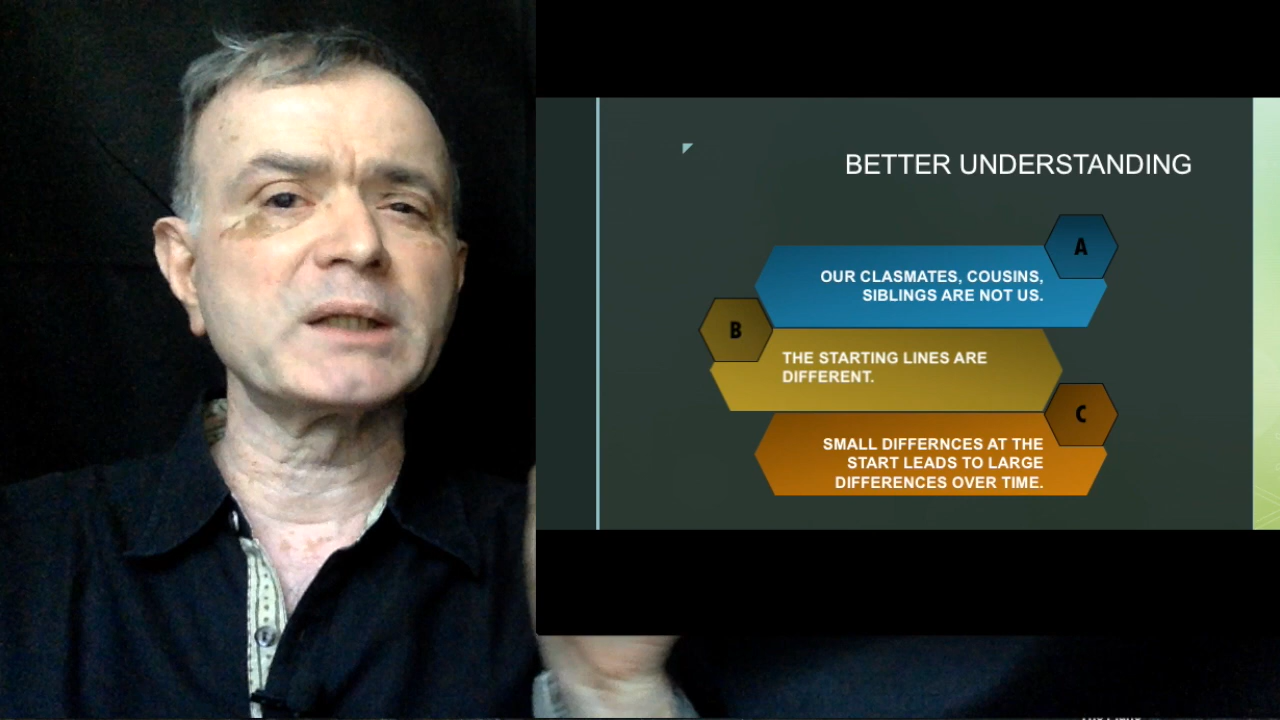 BETTER UNDERSTANDING
A
OUR CLASMATES, COUSINS,
SIBLINGS ARE NOT US.
B
THE STARTING LINES ARE
DIFFERENT.
C
SMALL DIFFERNCES AT THE
START LEADS TO LARGE
DIFFERENCES OVER TIME.